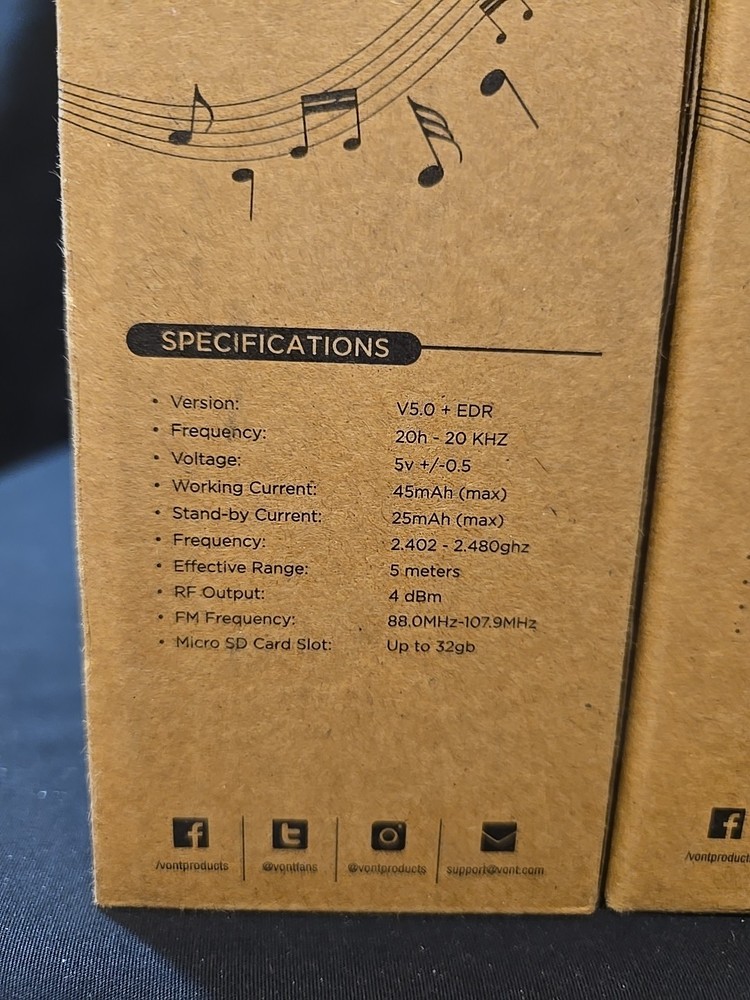 SPECIFICATIONS
• Version: V5.0 + EDR
• Frequency: 20h - 20 KHZ
• Voltage: 5v +/-0.5
• Working Current: 45mAh (max)
• Stand-by Current: 25mAh (max)
• Frequency: 2.402 - 2.480ghz
• Effective Range: 5 meters
• RF Output: 4 dBm
• FM Frequency: 88.0MHz-107.9MHz
• Micro SD Card Slot: Up to 32gb
/vontproducts @vontfans @vontproducts support@vont.com
/vontproduct